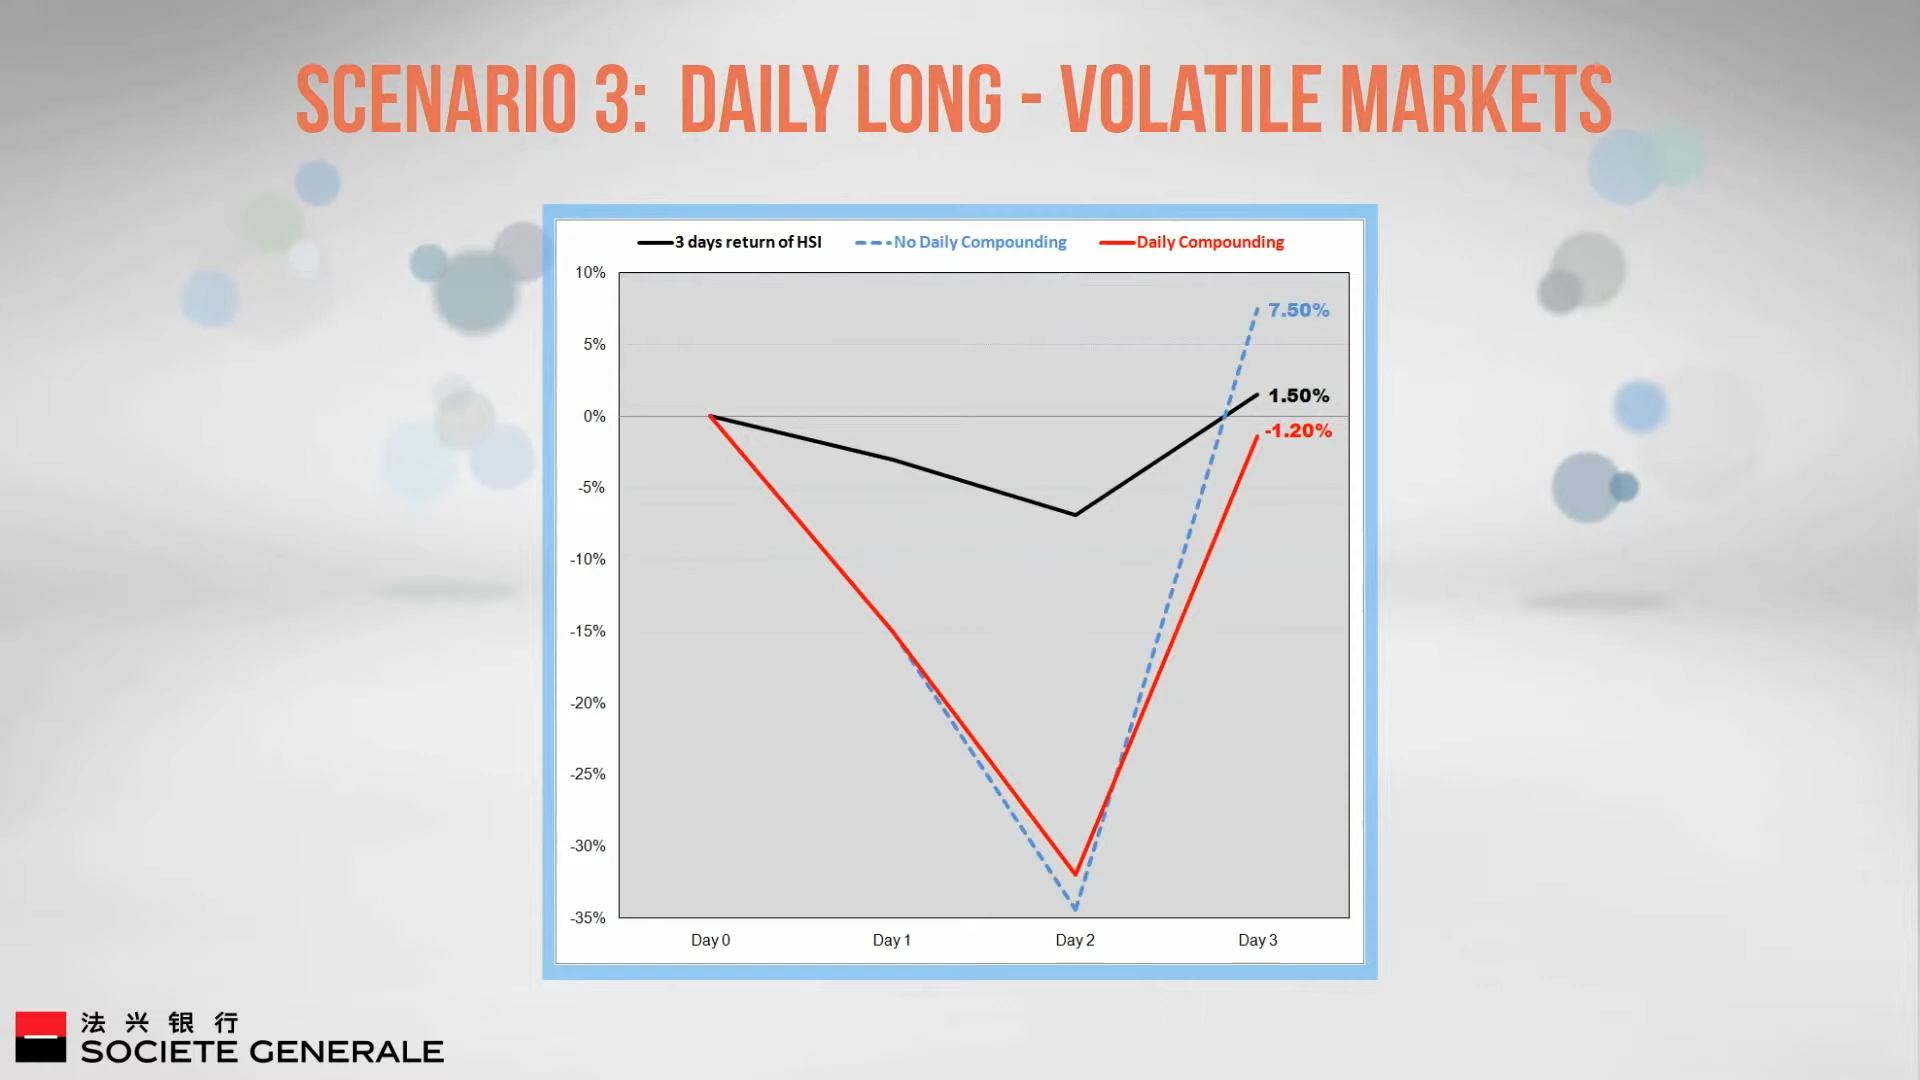 SCENARIO 3: DAILY LONG - VOLATILE MARKETS
3 days return of HSI No Daily Compounding Daily Compounding
10%
5%
0%
-5%
-10%
-15%
-20%
-25%
-30%
-35%
7.50%
1.50%
-1.20%
Day 0 Day 1 Day 2 Day 3
法兴银行
SOCIETE GENERALE